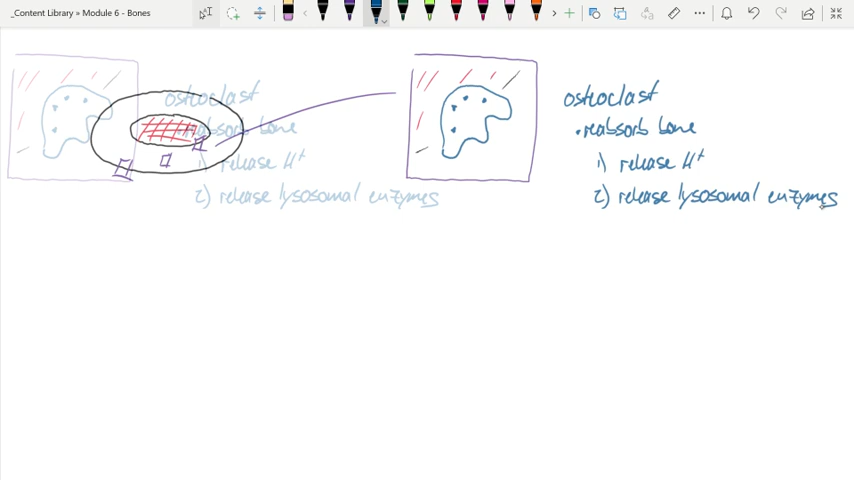 _Content Library » Module 6 - Bones
osteoclast
reabsorb bone
1) release H⁺
2) release lysosomal enzymes
osteoclast
• reabsorb bone
1) release H⁺
2) release lysosomal enzymes